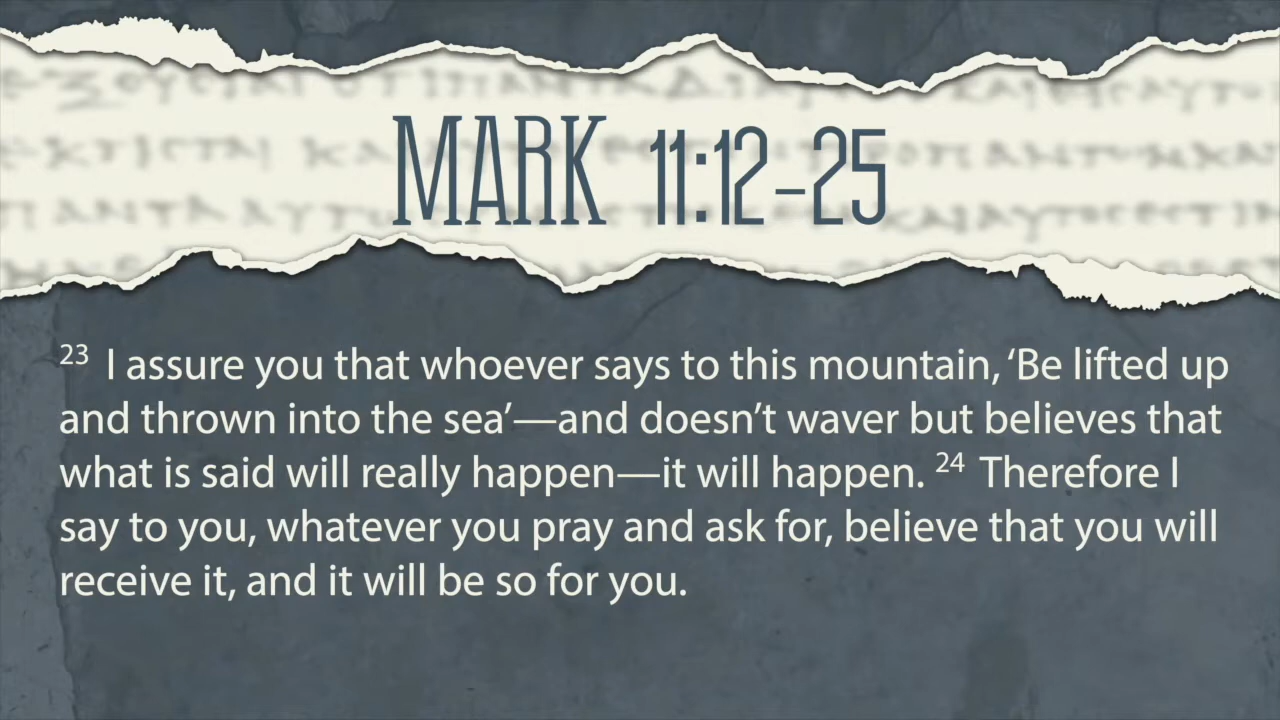 MARK 11:12–25
²³ I assure you that whoever says to this mountain, ‘Be lifted up
and thrown into the sea’—and doesn’t waver but believes that
what is said will really happen—it will happen. ²⁴ Therefore I
say to you, whatever you pray and ask for, believe that you will
receive it, and it will be so for you.